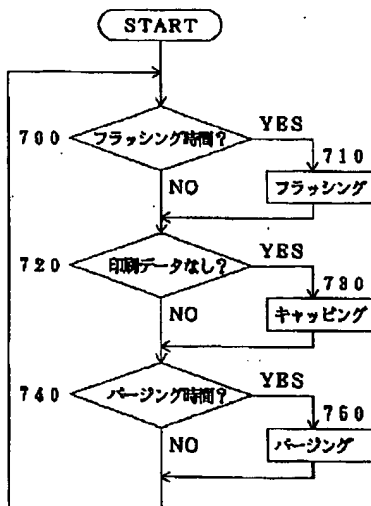 START
700
フラッシング時間?
YES
710
フラッシング
NO
720
印刷データなし?
YES
730
キャッピング
NO
740
パージング時間?
YES
750
パージング
NO